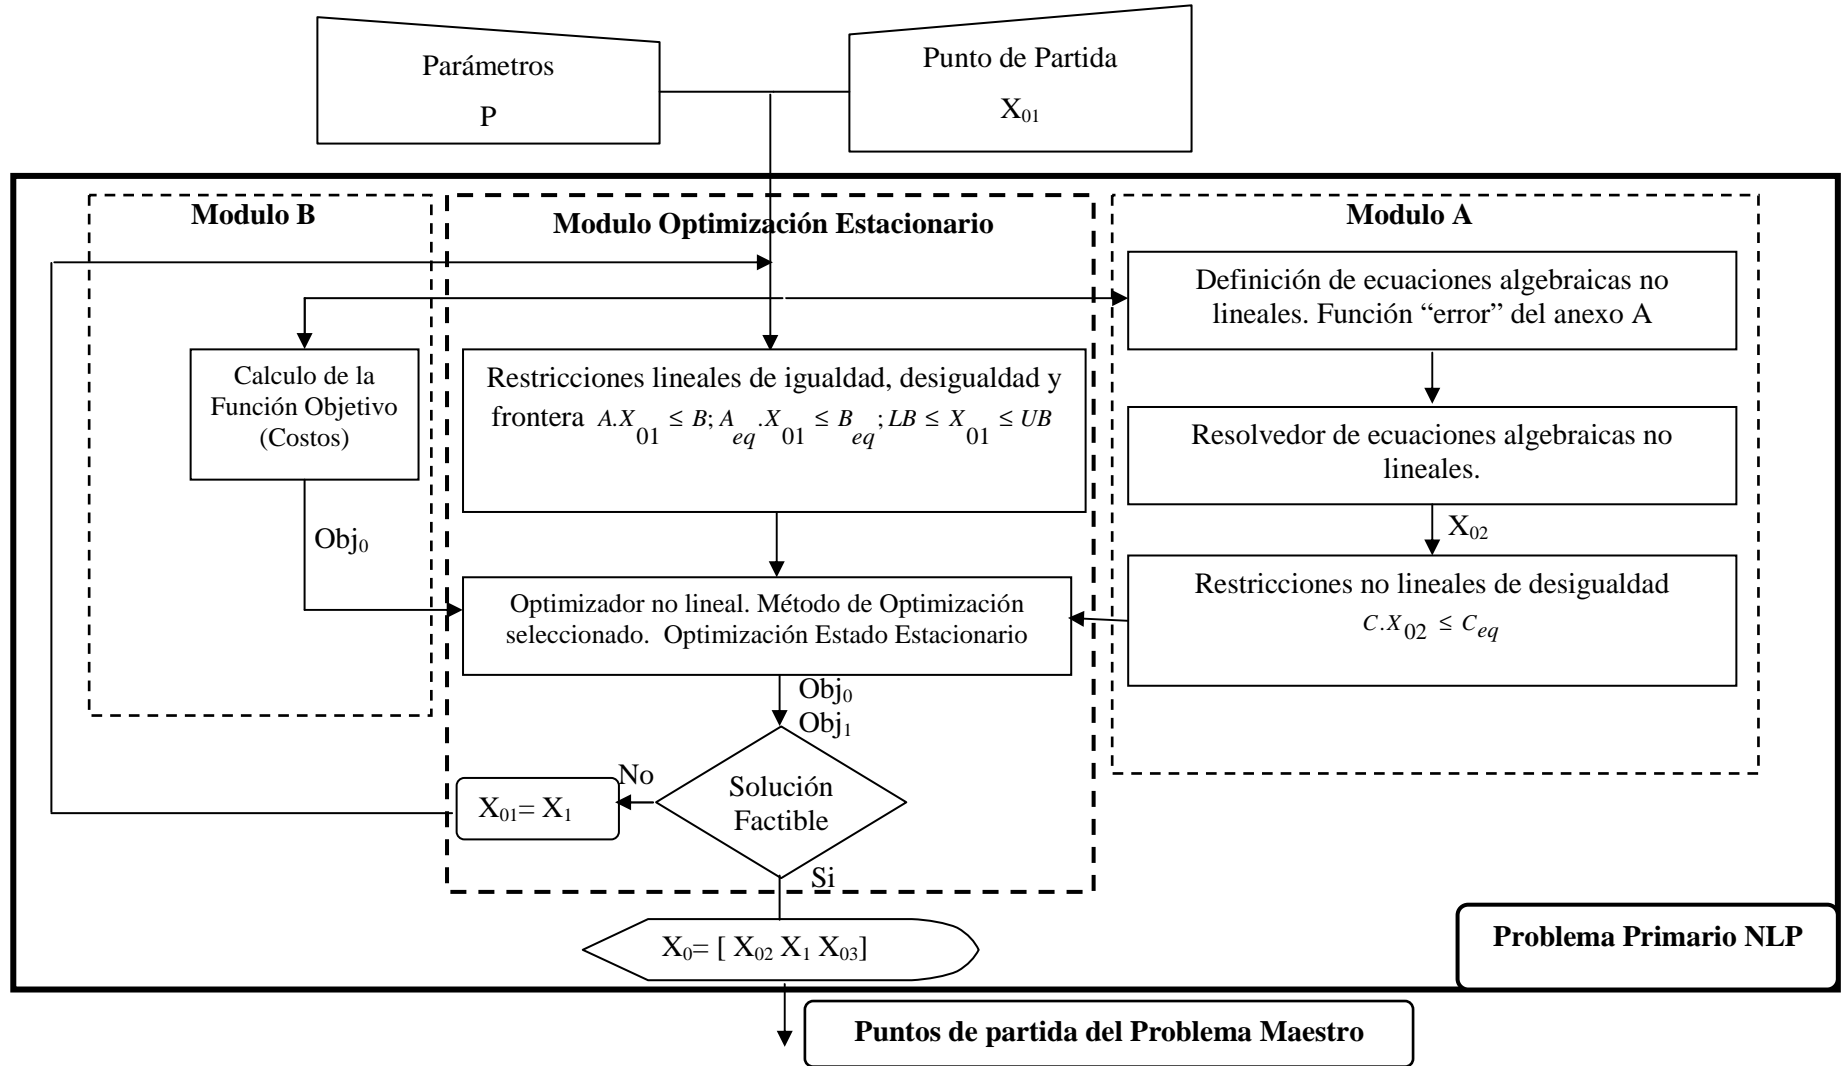 Parámetros
P
Punto de Partida
X01
Modulo B
Modulo Optimización Estacionario
Modulo A
Calculo de la
Función Objetivo
(Costos)
Obj0
Restricciones lineales de igualdad, desigualdad y
frontera A.X01 ≤ B; Aeq.X01 ≤ Beq; LB ≤ X01 ≤ UB
Optimizador no lineal. Método de Optimización
seleccionado. Optimización Estado Estacionario
Obj0
Obj1
Solución
Factible
No
X01= X1
Si
X0= [ X02 X1 X03]
Definición de ecuaciones algebraicas no
lineales. Función “error” del anexo A
Resolvedor de ecuaciones algebraicas no
lineales.
X02
Restricciones no lineales de desigualdad
C.X02 ≤ Ceq
Problema Primario NLP
Puntos de partida del Problema Maestro